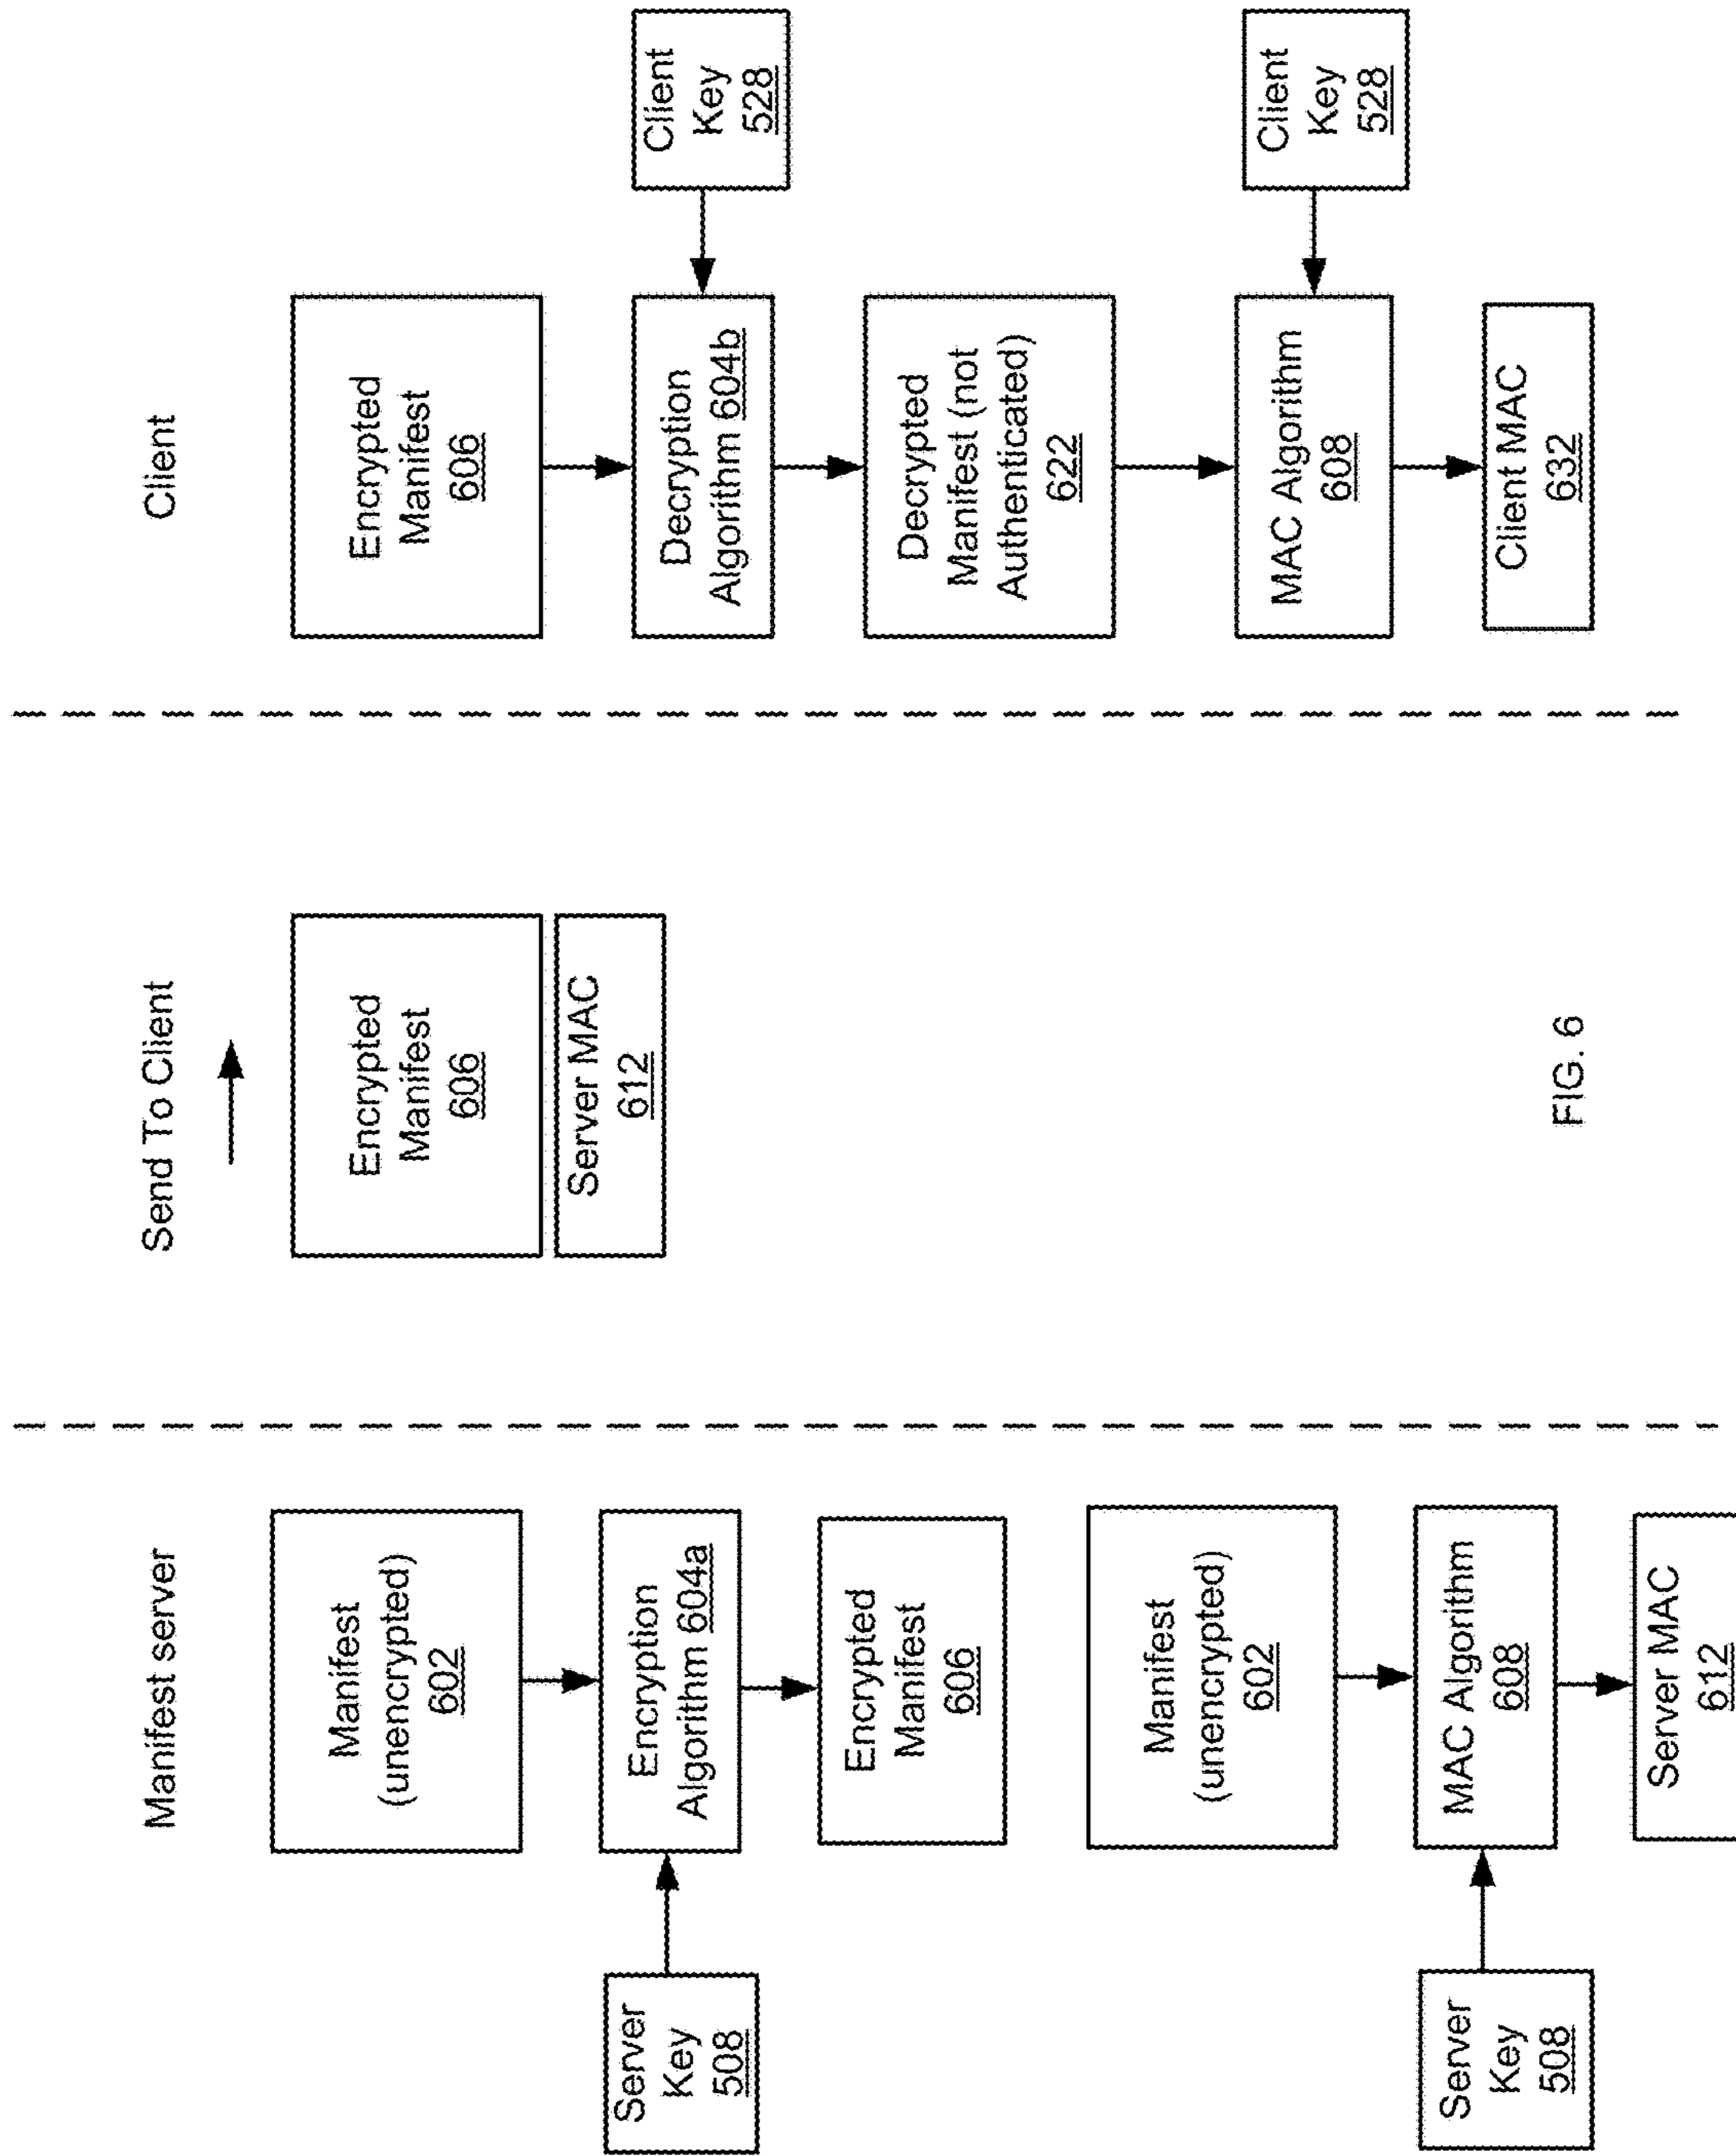 Manifest server
Manifest
(unencrypted)
602
Server
Key
508
Encryption
Algorithm 604a
Encrypted
Manifest
606
Manifest
(unencrypted)
602
Server
Key
508
MAC Algorithm
608
Server MAC
612
Send To Client
Encrypted
Manifest
606
Server MAC
612
Client
Encrypted
Manifest
606
Decryption
Algorithm 604b
Client
Key
528
Decrypted
Manifest (not
Authenticated)
622
MAC Algorithm
608
Client
Key
528
Client MAC
632
FIG. 6